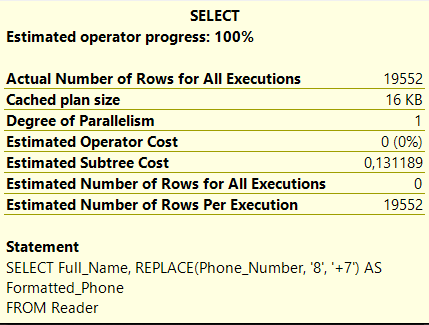 SELECT
Estimated operator progress: 100%
Actual Number of Rows for All Executions 19552
Cached plan size 16 KB
Degree of Parallelism 1
Estimated Operator Cost 0 (0%)
Estimated Subtree Cost 0,131189
Estimated Number of Rows for All Executions 0
Estimated Number of Rows Per Execution 19552
Statement
SELECT Full_Name, REPLACE(Phone_Number, '8', '+7') AS
Formatted_Phone
FROM Reader